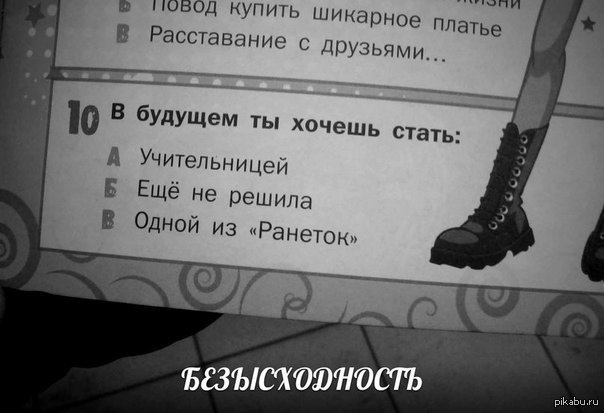 жизни
Б Повод купить шикарное платье
В Расставание с друзьями...
10 В будущем ты хочешь стать:
А Учительницей
Б Ещё не решила
В Одной из «Ранеток»
БЕЗЫСХОДНОСТЬ
pikabu.ru